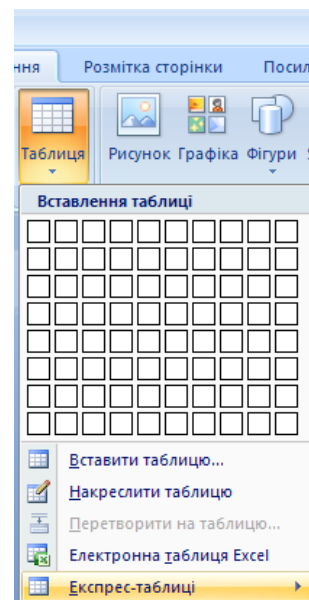 ння Розмітка сторінки Посил
Таблиця Рисунок Графіка Фігури
Вставлення таблиці
Вставити таблицю...
Накреслити таблицю
Перетворити на таблицю...
Електронна таблиця Excel
Експрес-таблиці